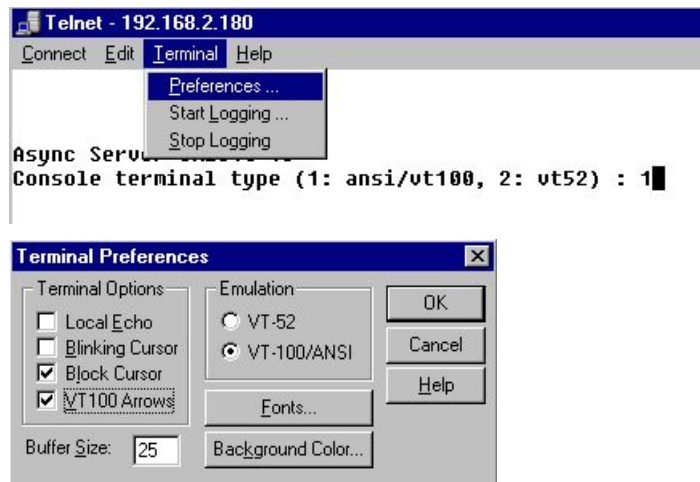 Telnet - 192.168.2.180
Connect Edit Terminal Help
Preferences ...
Start Logging ...
Stop Logging
Async
Console terminal type (1: ansi/vt100, 2: vt52) : 1
Terminal Preferences
Terminal Options
Local Echo
Blinking Cursor
Block Cursor
VT100 Arrows
Buffer Size: 25
Emulation
VT-52
VT-100/ANSI
Fonts...
Background Color...
OK
Cancel
Help